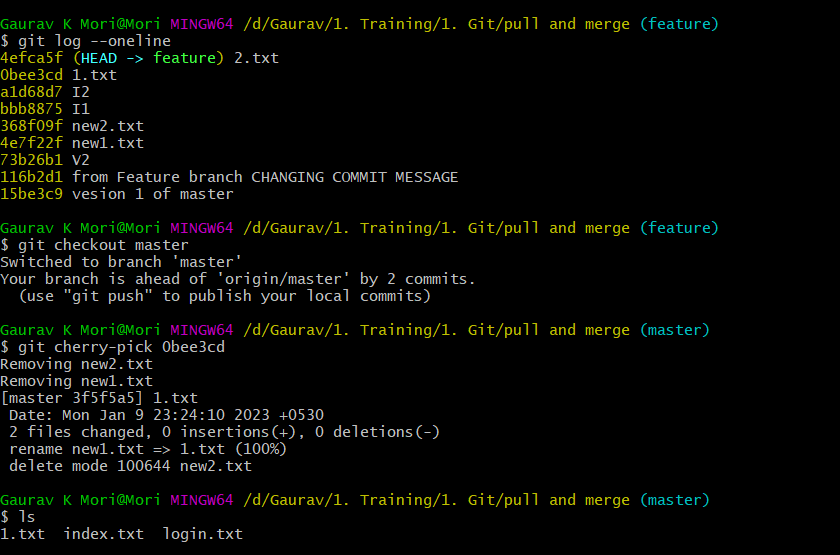 Gaurav K Mori@Mori MINGW64 /d/Gaurav/1. Training/1. Git/pull and merge (feature)
$ git log --oneline
4efca5f (HEAD -> feature) 2.txt
0bee3cd 1.txt
a1d68d7 I2
bbb8875 I1
368f09f new2.txt
4e7f22f new1.txt
73b26b1 V2
116b2d1 from Feature branch CHANGING COMMIT MESSAGE
15be3c9 vesion 1 of master
Gaurav K Mori@Mori MINGW64 /d/Gaurav/1. Training/1. Git/pull and merge (feature)
$ git checkout master
Switched to branch 'master'
Your branch is ahead of 'origin/master' by 2 commits.
  (use "git push" to publish your local commits)
Gaurav K Mori@Mori MINGW64 /d/Gaurav/1. Training/1. Git/pull and merge (master)
$ git cherry-pick 0bee3cd
Removing new2.txt
Removing new1.txt
[master 3f5f5a5] 1.txt
 Date: Mon Jan 9 23:24:10 2023 +0530
 2 files changed, 0 insertions(+), 0 deletions(-)
 rename new1.txt => 1.txt (100%)
 delete mode 100644 new2.txt
Gaurav K Mori@Mori MINGW64 /d/Gaurav/1. Training/1. Git/pull and merge (master)
$ ls
1.txt  index.txt  login.txt